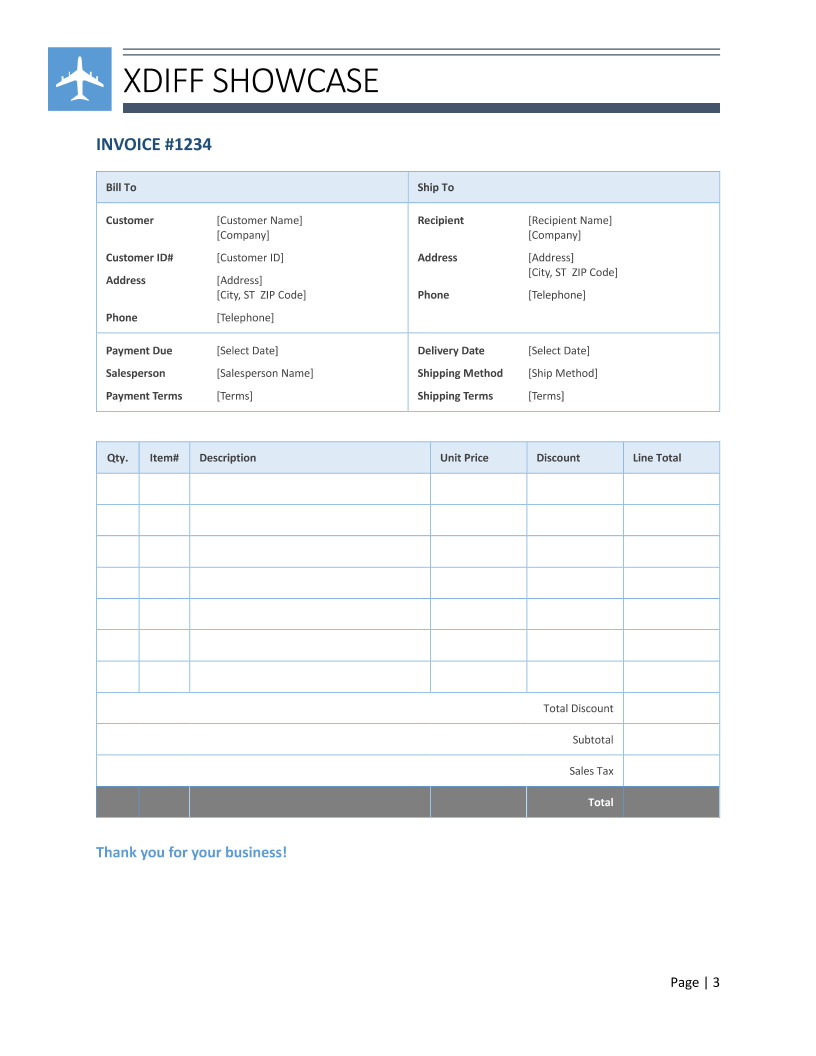 XDIFF SHOWCASE
INVOICE #1234
Bill To
Ship To
Customer [Customer Name]
[Company]
Customer ID# [Customer ID]
Address [Address]
[City, ST  ZIP Code]
Phone [Telephone]
Recipient [Recipient Name]
[Company]
Address [Address]
[City, ST  ZIP Code]
Phone [Telephone]
Payment Due [Select Date]
Salesperson [Salesperson Name]
Payment Terms [Terms]
Delivery Date [Select Date]
Shipping Method [Ship Method]
Shipping Terms [Terms]
Qty. Item# Description Unit Price Discount Line Total
Total Discount
Subtotal
Sales Tax
Total
Thank you for your business!
Page | 3